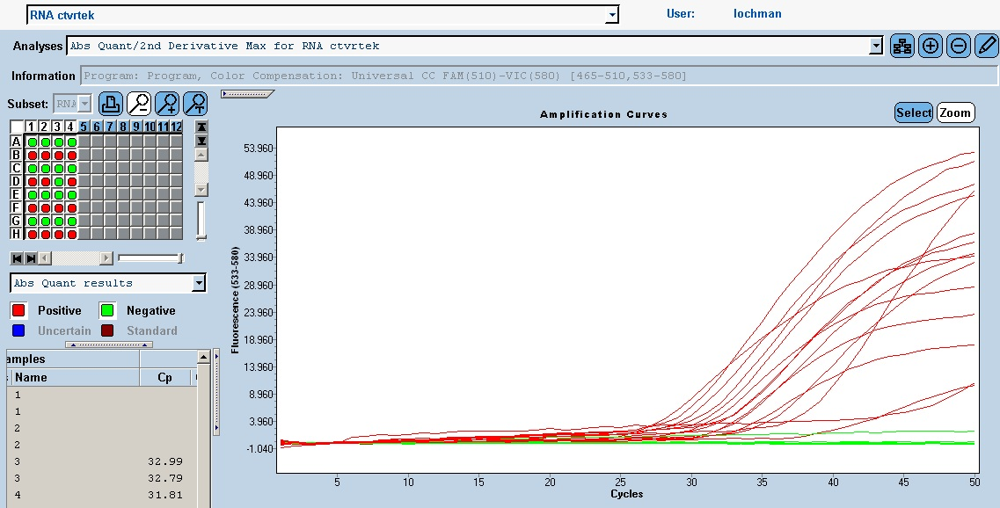 RNA ctvrtek
User: lochman
Analyses Abs Quant/2nd Derivative Max for RNA ctvrtek
Information Program: Program, Color Compensation: Universal CC FAM(510)-VIC(580) [465-510,533-580]
Subset: RNA
1 2 3 4 5 6 7 8 9 10 11 12
A
B
C
D
E
F
G
H
Abs Quant results
Positive Negative
Uncertain Standard
amples
Name Cp
1
1
2
2
3 32.99
3 32.79
4 31.81
Amplification Curves
Select Zoom
Fluorescence (533-580)
53.960
48.960
43.960
38.960
33.960
28.960
23.960
18.960
13.960
8.960
3.960
-1.040
5 10 15 20 25 30 35 40 45 50
Cycles